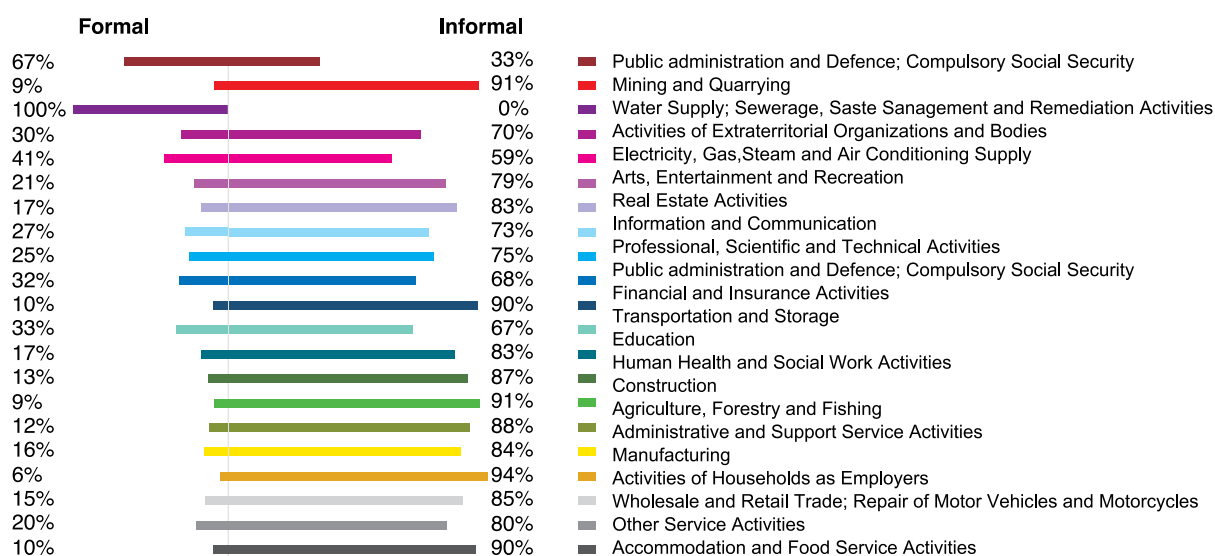 Formal Informal
67% 33% Public administration and Defence; Compulsory Social Security
9% 91% Mining and Quarrying
100% 0% Water Supply; Sewerage, Saste Sanagement and Remediation Activities
30% 70% Activities of Extraterritorial Organizations and Bodies
41% 59% Electricity, Gas,Steam and Air Conditioning Supply
21% 79% Arts, Entertainment and Recreation
17% 83% Real Estate Activities
27% 73% Information and Communication
25% 75% Professional, Scientific and Technical Activities
32% 68% Public administration and Defence; Compulsory Social Security
10% 90% Financial and Insurance Activities
33% 67% Transportation and Storage
17% 83% Education
13% 87% Human Health and Social Work Activities
9% 91% Construction
12% 88% Agriculture, Forestry and Fishing
16% 84% Administrative and Support Service Activities
6% 94% Manufacturing
15% 85% Activities of Households as Employers
20% 80% Wholesale and Retail Trade; Repair of Motor Vehicles and Motorcycles
10% 90% Other Service Activities
Accommodation and Food Service Activities